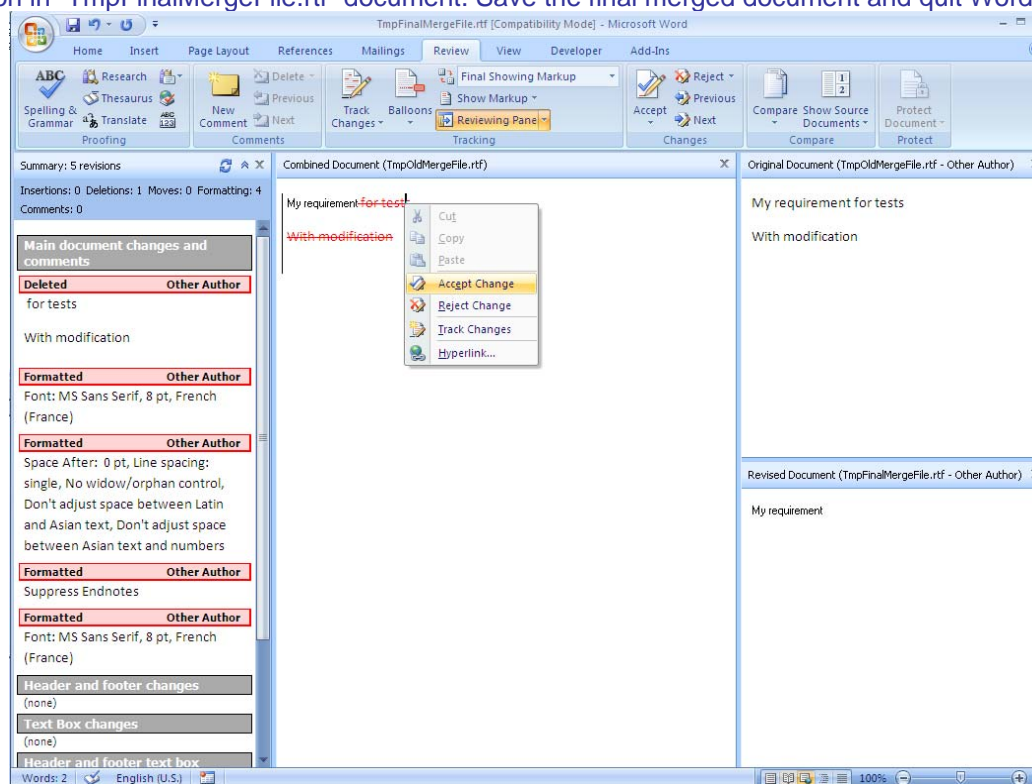 on in "TmpFinalMergeFile.rtf" document. Save the final merged document and quit Word
TmpFinalMergeFile.rtf [Compatibility Mode] - Microsoft Word
Home Insert Page Layout References Mailings Review View Developer Add-Ins
ABC
Spelling & Grammar
Research
Thesaurus
Translate
ABC 123
Proofing
New Comment
Delete
Previous
Next
Comments
Track Changes
Balloons
Final Showing Markup
Show Markup
Reviewing Pane
Tracking
Accept
Reject
Previous
Next
Changes
Compare
Show Source Documents
Compare
Protect Document
Protect
Summary: 5 revisions
Insertions: 0 Deletions: 1 Moves: 0 Formatting: 4
Comments: 0
Main document changes and
comments
Deleted Other Author
for tests
With modification
Formatted Other Author
Font: MS Sans Serif, 8 pt, French
(France)
Formatted Other Author
Space After: 0 pt, Line spacing:
single, No widow/orphan control,
Don't adjust space between Latin
and Asian text, Don't adjust space
between Asian text and numbers
Formatted Other Author
Suppress Endnotes
Formatted Other Author
Font: MS Sans Serif, 8 pt, French
(France)
Header and footer changes
(none)
Text Box changes
(none)
Header and footer text box
Combined Document (TmpOldMergeFile.rtf)
My requirement for tests
With modification
Cut
Copy
Paste
Accept Change
Reject Change
Track Changes
Hyperlink...
Original Document (TmpOldMergeFile.rtf - Other Author)
My requirement for tests
With modification
Revised Document (TmpFinalMergeFile.rtf - Other Author)
My requirement
Words: 2 English (U.S.) 100%